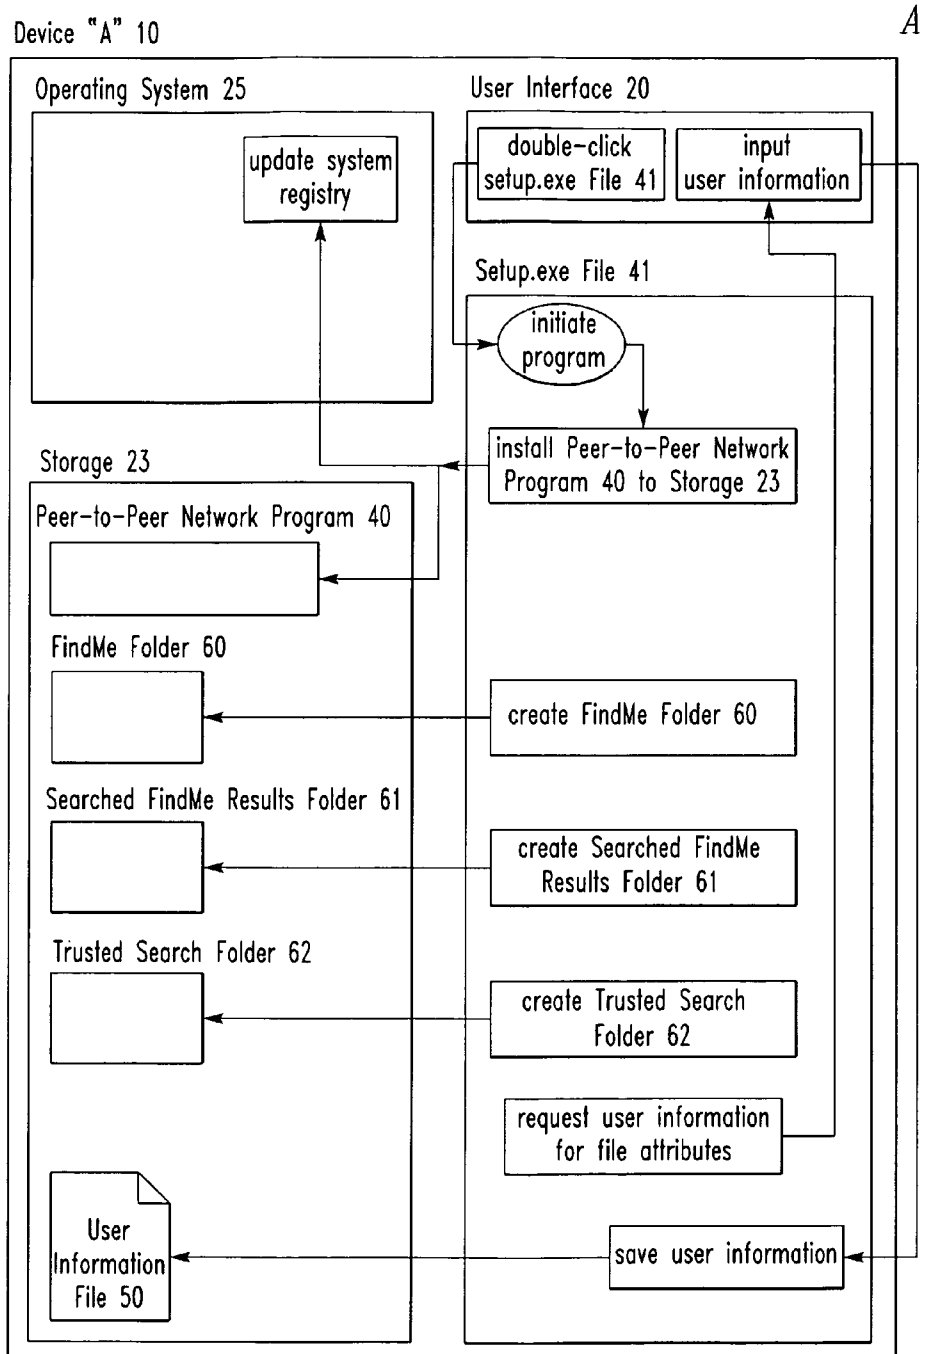 A
Device "A" 10
Operating System 25
update system
registry
User Interface 20
double-click
setup.exe File 41
input
user information
Setup.exe File 41
initiate
program
install Peer-to-Peer Network
Program 40 to Storage 23
Storage 23
Peer-to-Peer Network Program 40
FindMe Folder 60
create FindMe Folder 60
Searched FindMe Results Folder 61
create Searched FindMe
Results Folder 61
Trusted Search Folder 62
create Trusted Search
Folder 62
request user information
for file attributes
User
Information
File 50
save user information